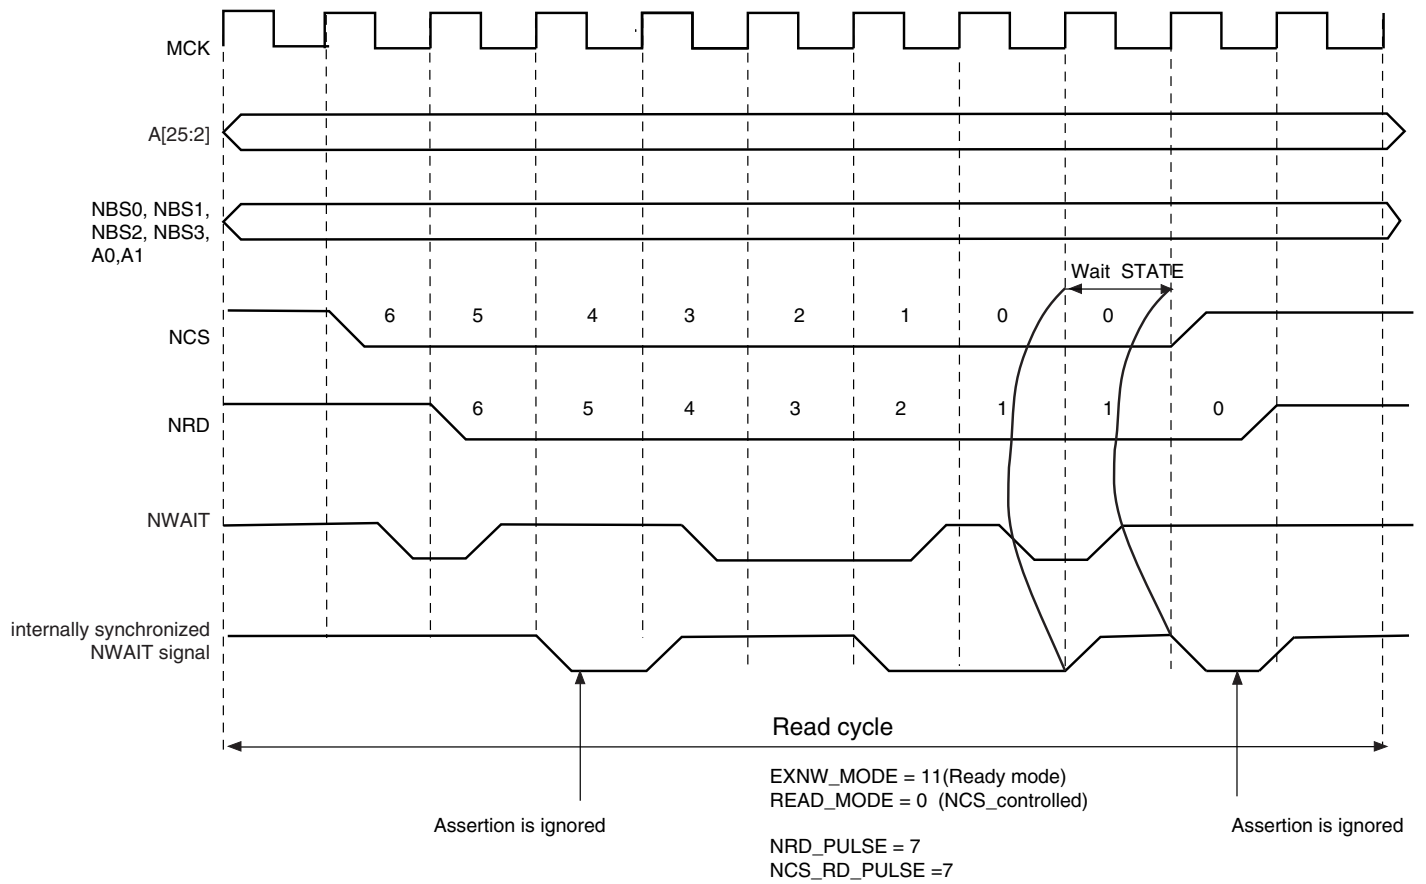 MCK
A[25:2]
NBS0, NBS1,
NBS2, NBS3,
A0,A1
Wait STATE
NCS
6 5 4 3 2 1 0 0
NRD
6 5 4 3 2 1 1 0
NWAIT
internally synchronized
NWAIT signal
Read cycle
EXNW_MODE = 11(Ready mode)
READ_MODE = 0 (NCS_controlled)
Assertion is ignored
Assertion is ignored
NRD_PULSE = 7
NCS_RD_PULSE =7